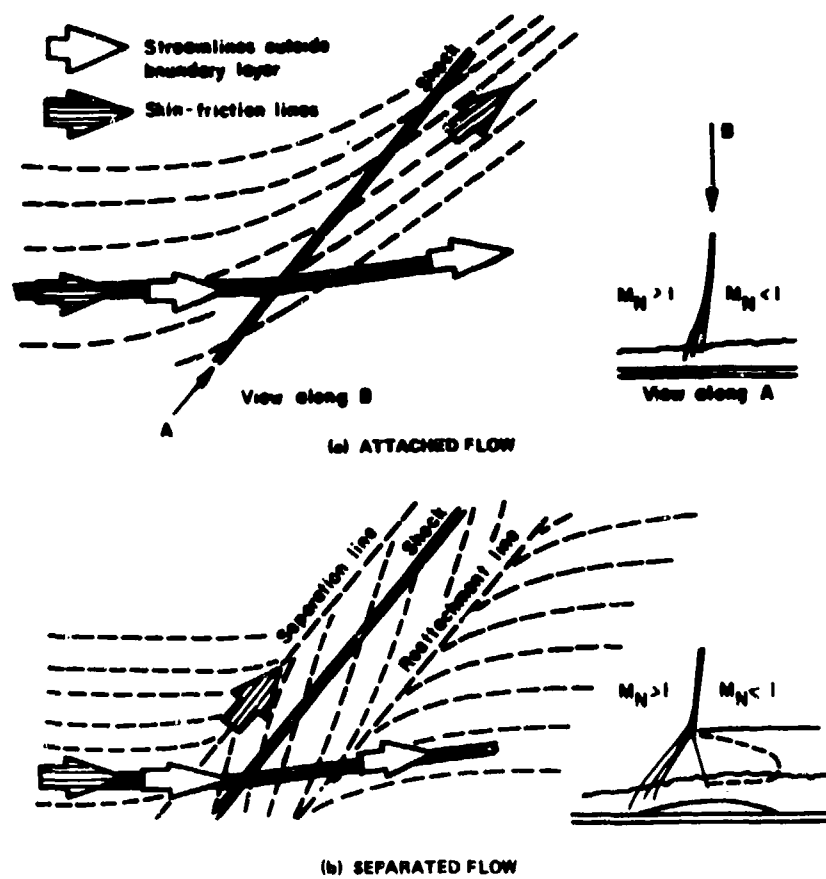 Streamlines outside
boundary layer
Skin-friction lines
Shock
B
M_N > 1 M_N < 1
View along A
View along B
A
(a) ATTACHED FLOW
Separation line
Shock
Reattachment line
M_N > 1 M_N < 1
(b) SEPARATED FLOW